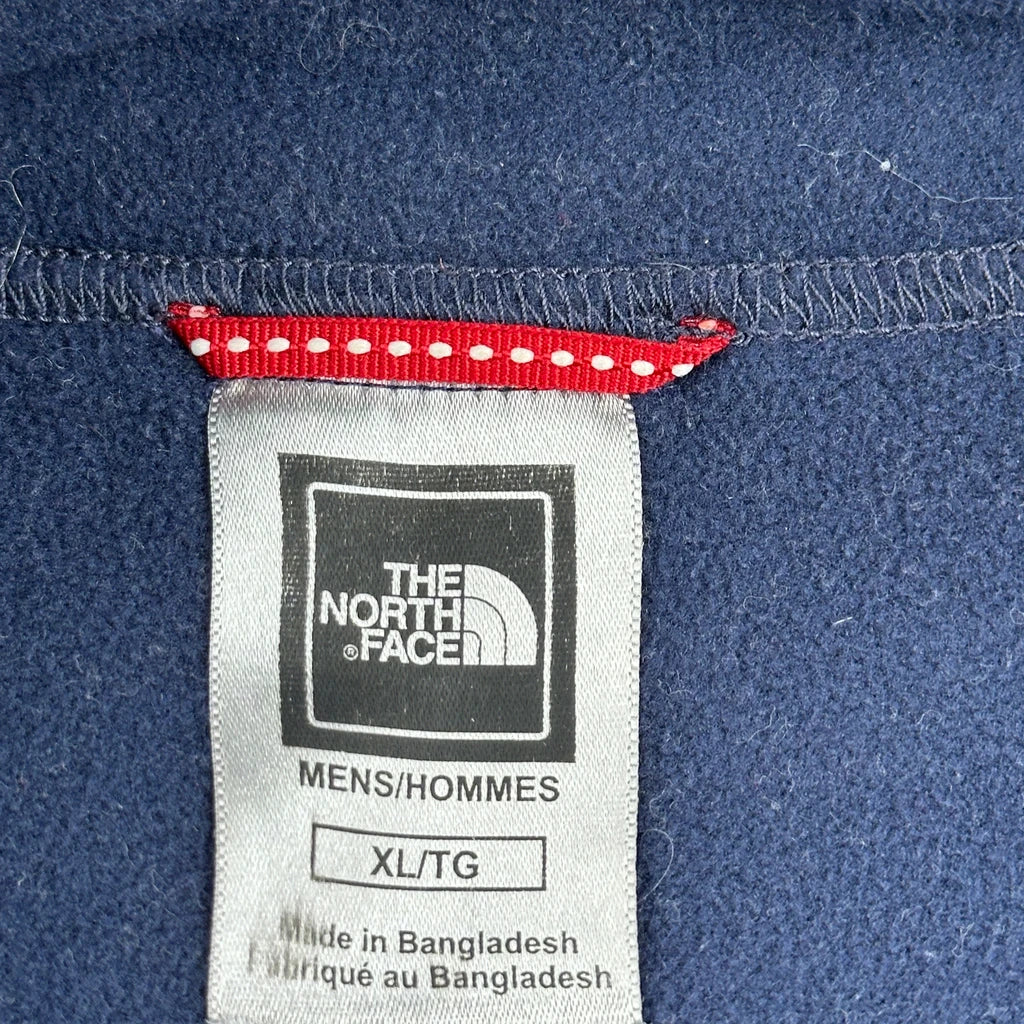 THE
NORTH
®FACE
MENS/HOMMES
XL/TG
Made in Bangladesh
Fabriqué au Bangladesh